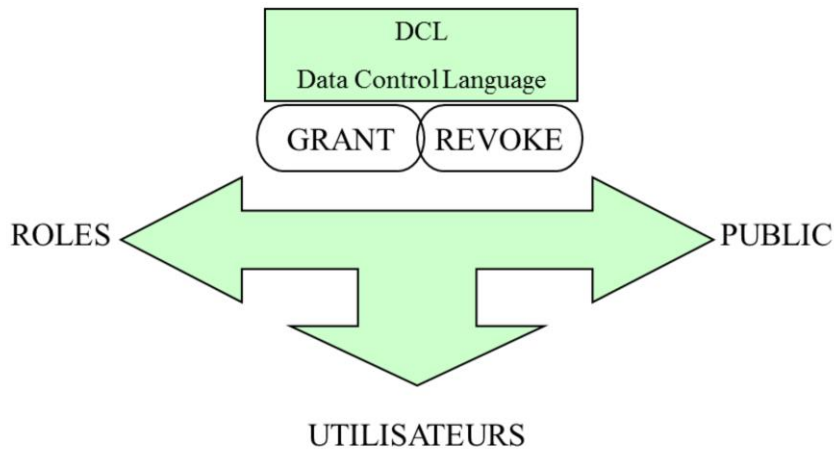 DCL
Data Control Language
GRANT REVOKE
ROLES PUBLIC
UTILISATEURS